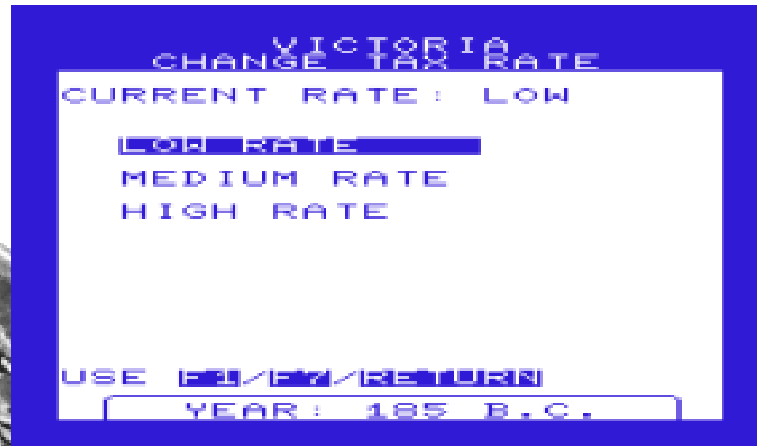 VICTORIA
CHANGE TAX RATE
CURRENT RATE: LOW
LOW RATE
MEDIUM RATE
HIGH RATE
USE F1/F7/RETURN
YEAR: 185 B.C.